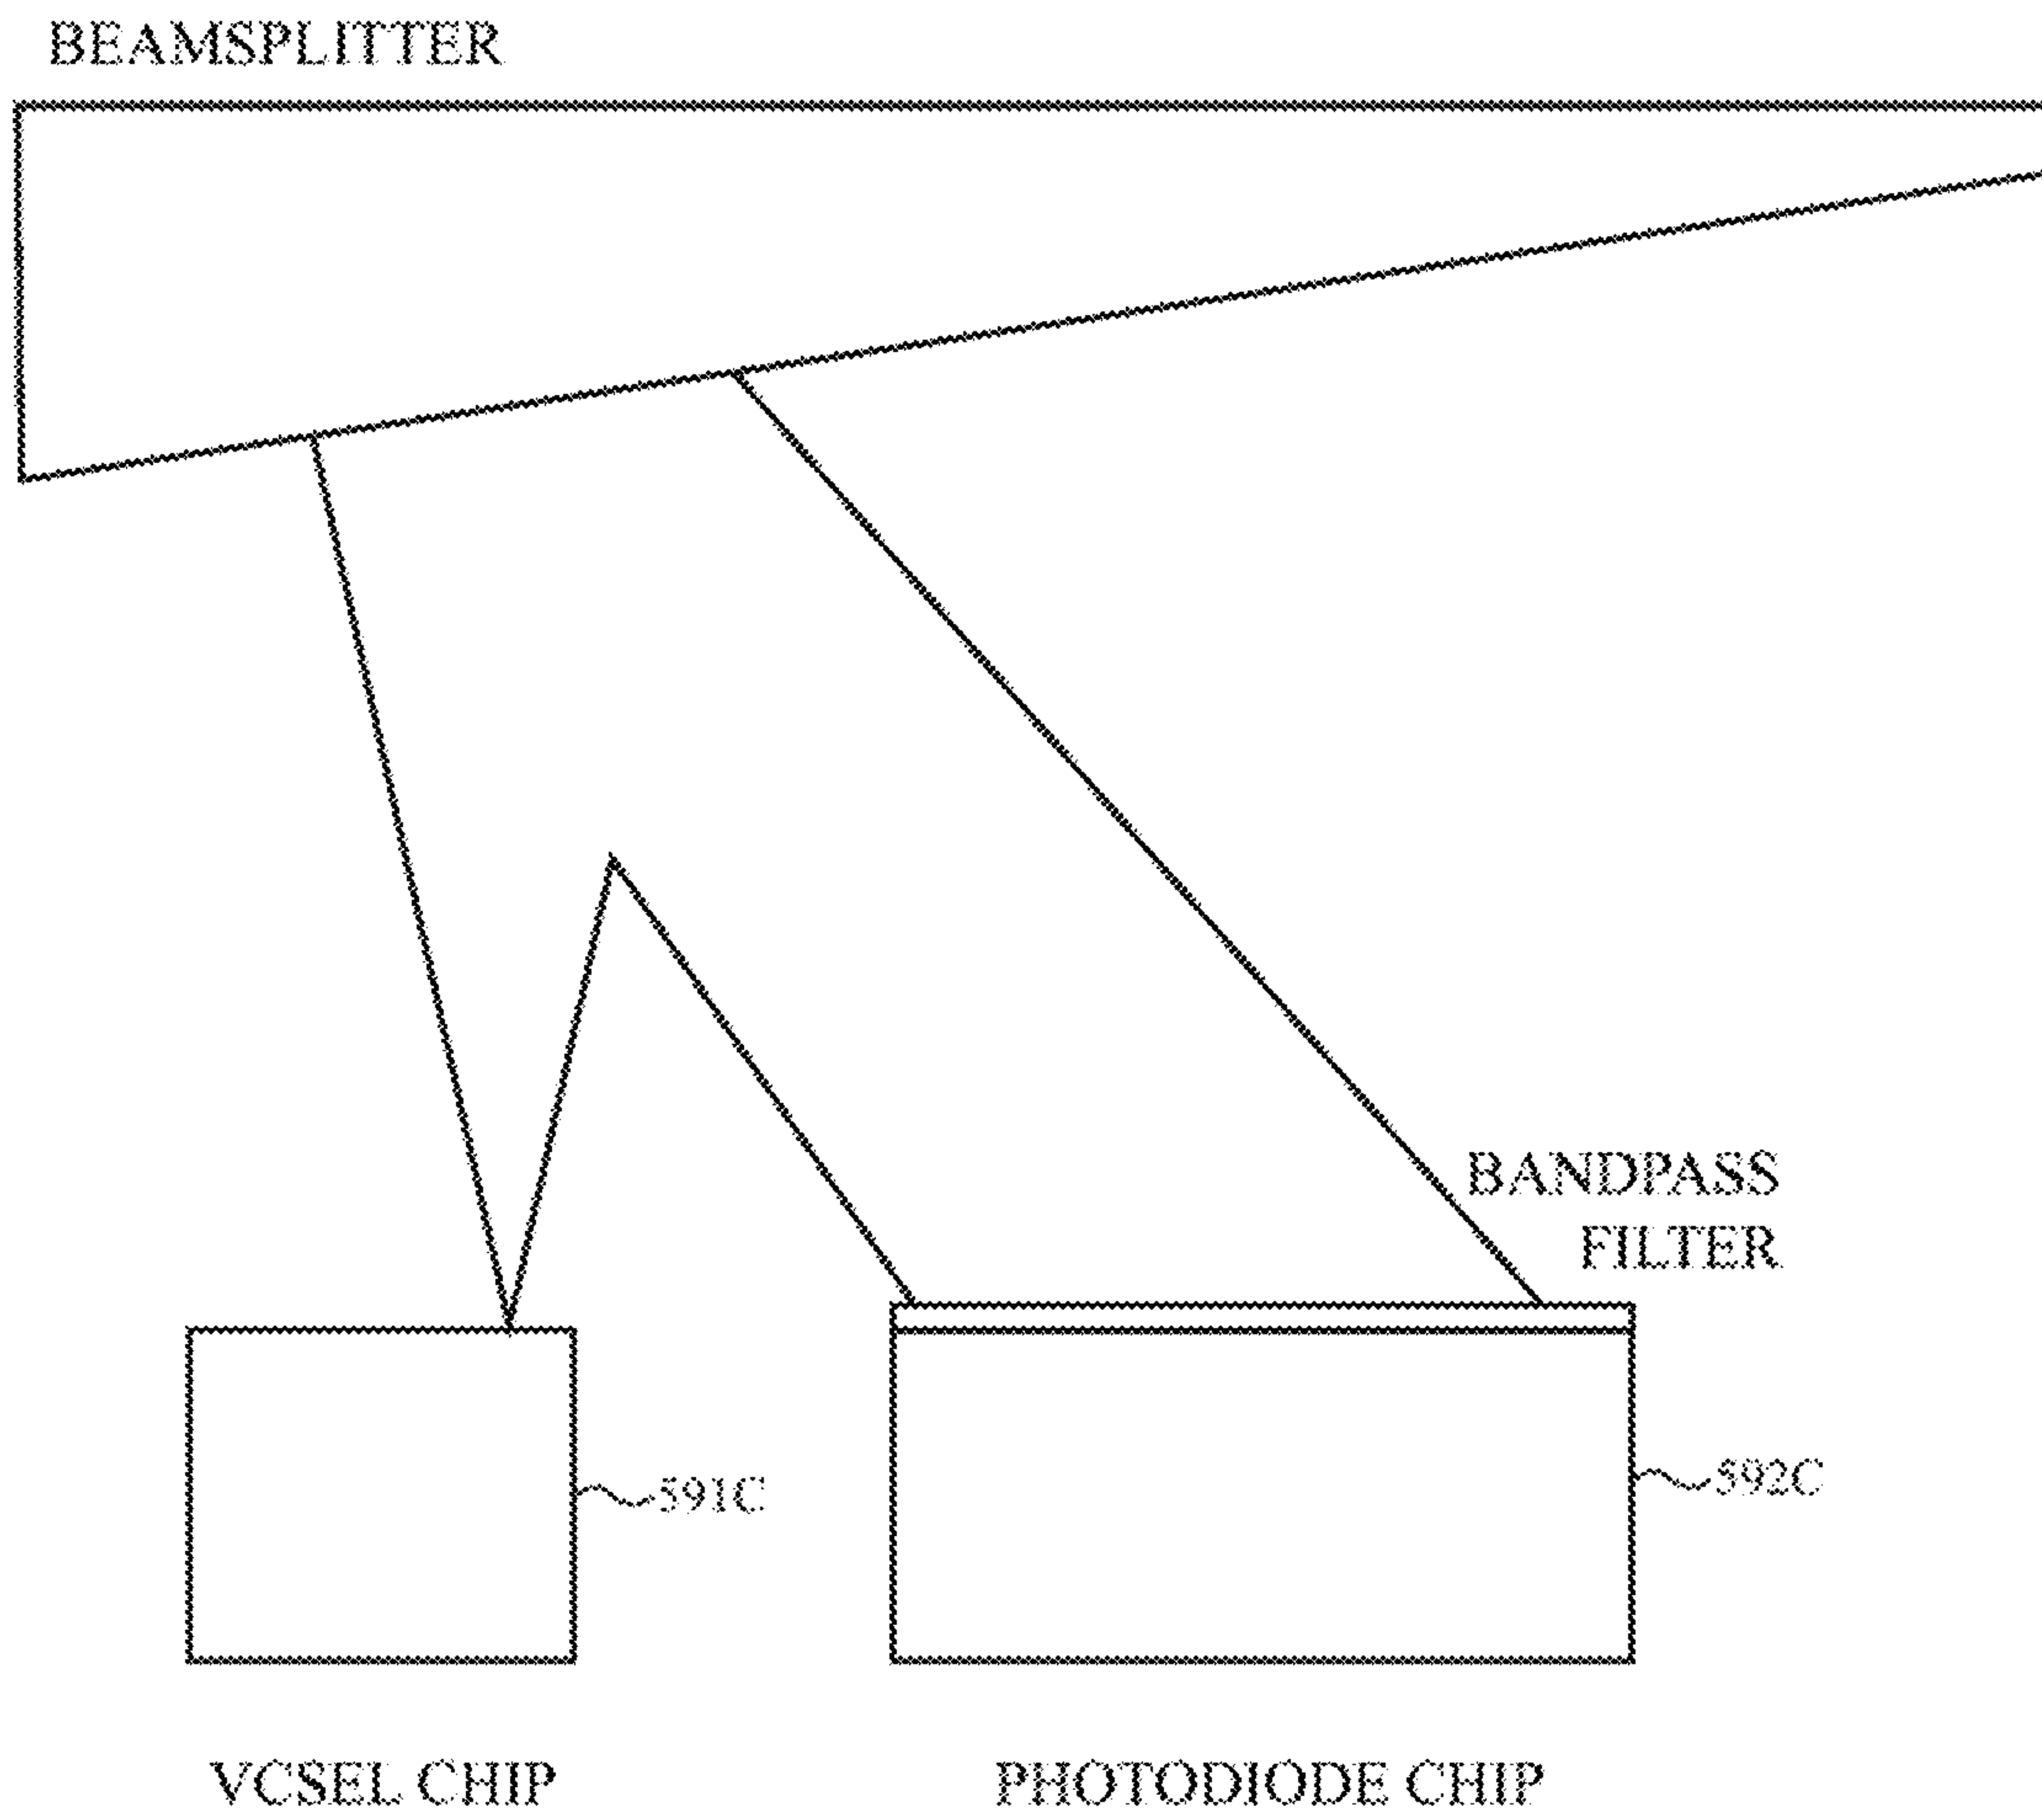 BEAMSPLITTER
BANDPASS
FILTER
591C
592C
VCSEL CHIP
PHOTODIODE CHIP